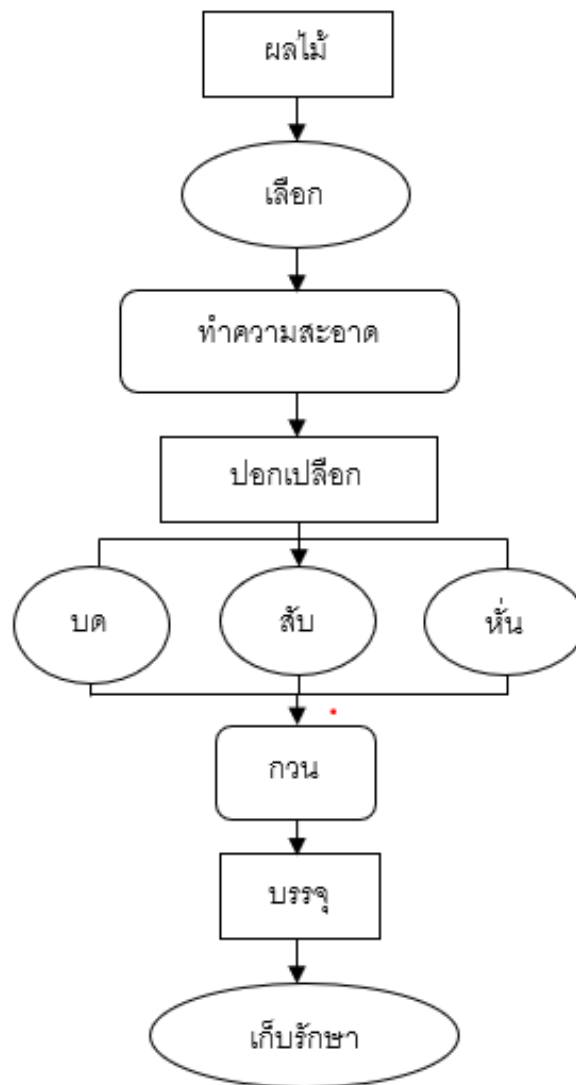 ผลไม้
เลือก
ทำความสะอาด
ปอกเปลือก
บด
สับ
หั่น
กวน
บรรจุ
เก็บรักษา